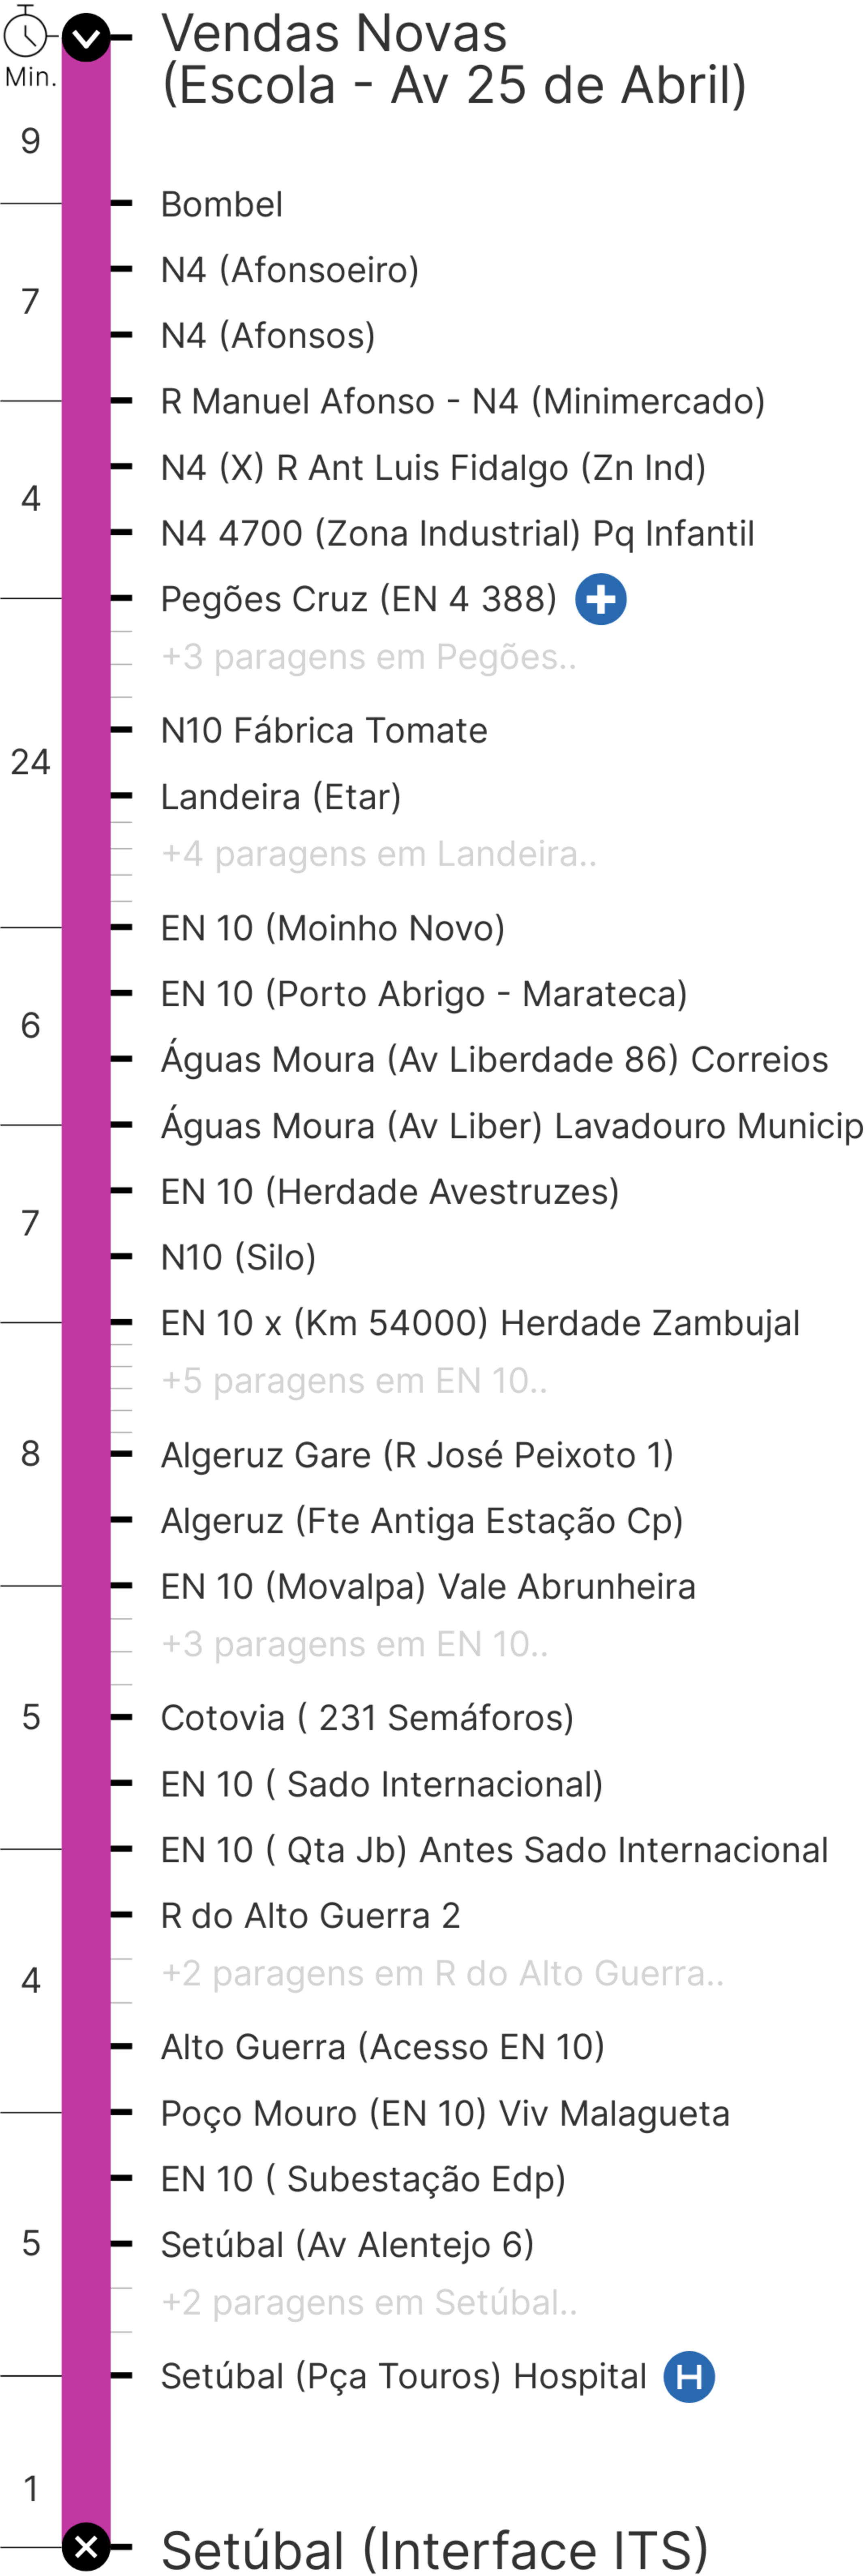 Vendas Novas
(Escola - Av 25 de Abril)
Min.
9
Bombel
N4 (Afonsoeiro)
7
N4 (Afonsos)
R Manuel Afonso - N4 (Minimercado)
N4 (X) R Ant Luis Fidalgo (Zn Ind)
4
N4 4700 (Zona Industrial) Pq Infantil
Pegões Cruz (EN 4 388)
+3 paragens em Pegões..
N10 Fábrica Tomate
24
Landeira (Etar)
+4 paragens em Landeira..
EN 10 (Moinho Novo)
EN 10 (Porto Abrigo - Marateca)
6
Águas Moura (Av Liberdade 86) Correios
Águas Moura (Av Liber) Lavadouro Municip
EN 10 (Herdade Avestruzes)
7
N10 (Silo)
EN 10 x (Km 54000) Herdade Zambujal
+5 paragens em EN 10..
8
Algeruz Gare (R José Peixoto 1)
Algeruz (Fte Antiga Estação Cp)
EN 10 (Movalpa) Vale Abrunheira
+3 paragens em EN 10..
5
Cotovia ( 231 Semáforos)
EN 10 ( Sado Internacional)
EN 10 ( Qta Jb) Antes Sado Internacional
R do Alto Guerra 2
+2 paragens em R do Alto Guerra..
4
Alto Guerra (Acesso EN 10)
Poço Mouro (EN 10) Viv Malagueta
EN 10 ( Subestação Edp)
5
Setúbal (Av Alentejo 6)
+2 paragens em Setúbal..
Setúbal (Pça Touros) Hospital H
1
Setúbal (Interface ITS)